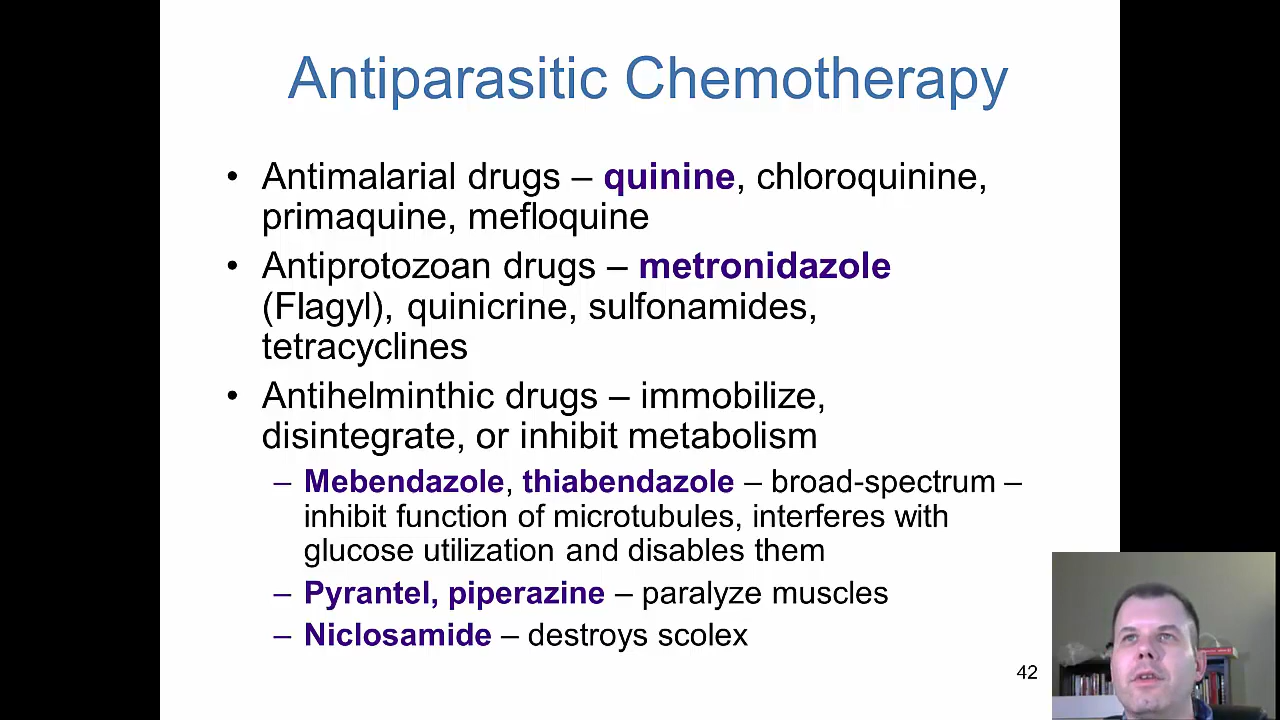 Antiparasitic Chemotherapy
• Antimalarial drugs – quinine, chloroquinine,
primaquine, mefloquine
• Antiprotozoan drugs – metronidazole
(Flagyl), quinicrine, sulfonamides,
tetracyclines
• Antihelminthic drugs – immobilize,
disintegrate, or inhibit metabolism
– Mebendazole, thiabendazole – broad-spectrum –
inhibit function of microtubules, interferes with
glucose utilization and disables them
– Pyrantel, piperazine – paralyze muscles
– Niclosamide – destroys scolex
42